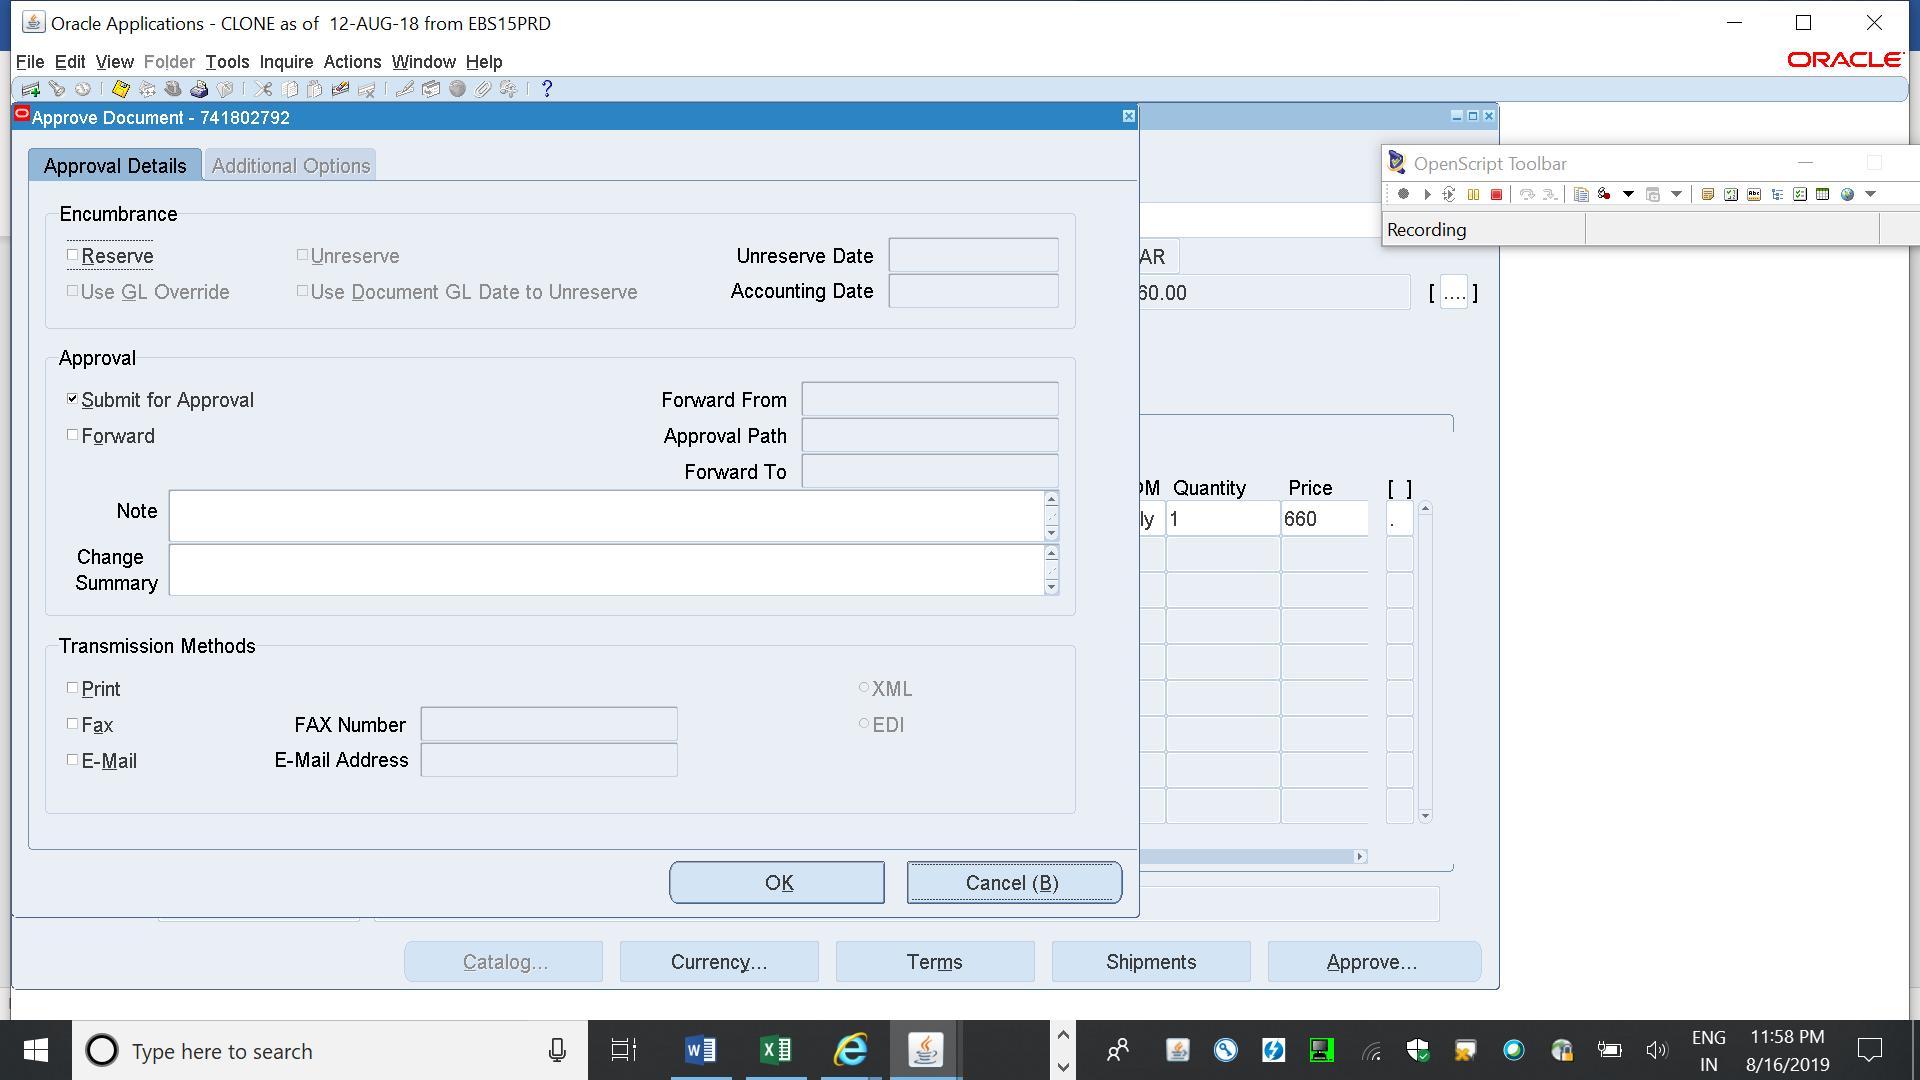 Oracle Applications - CLONE as of 12-AUG-18 from EBS15PRD
File Edit View Folder Tools Inquire Actions Window Help
ORACLE
Approve Document - 741802792
OpenScript Toolbar
Recording
Approval Details Additional Options
Encumbrance
Reserve Unreserve Unreserve Date
Use GL Override Use Document GL Date to Unreserve Accounting Date
AR
60.00 [ .... ]
Approval
Submit for Approval Forward From
Forward Approval Path
Forward To
Note
Change
Summary
OM Quantity Price [ ]
ly 1 660 .
Transmission Methods
Print XML
Fax FAX Number EDI
E-Mail E-Mail Address
OK Cancel (B)
Catalog... Currency... Terms Shipments Approve...
Type here to search
ENG
IN
11:58 PM
8/16/2019